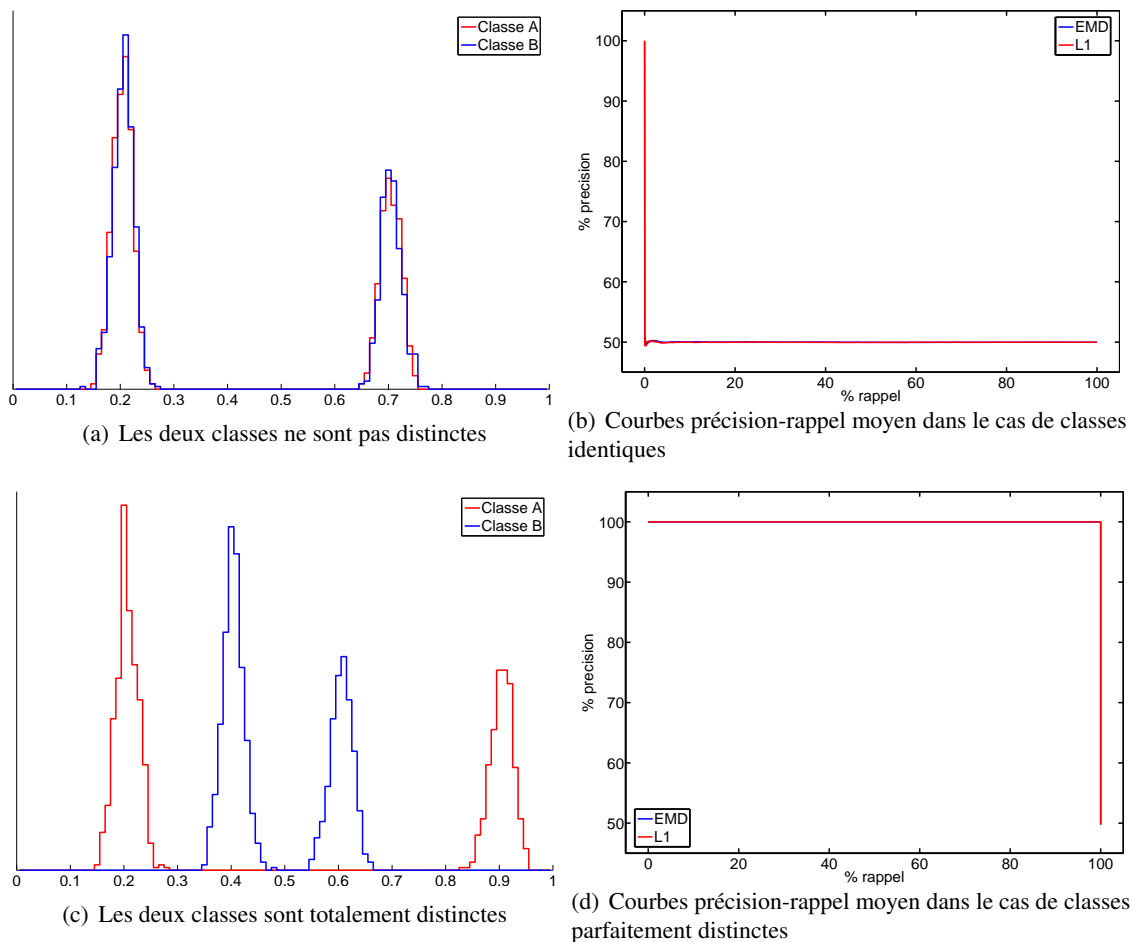 Classe A
Classe B
0 0.1 0.2 0.3 0.4 0.5 0.6 0.7 0.8 0.9 1
(a) Les deux classes ne sont pas distinctes
EMD
L1
100
90
80
70
60
50
% precision
0 20 40 60 80 100
% rappel
(b) Courbes précision-rappel moyen dans le cas de classes
identiques
Classe A
Classe B
0 0.1 0.2 0.3 0.4 0.5 0.6 0.7 0.8 0.9 1
(c) Les deux classes sont totalement distinctes
100
90
80
70
60
50
% precision
EMD
L1
0 20 40 60 80 100
% rappel
(d) Courbes précision-rappel moyen dans le cas de classes
parfaitement distinctes